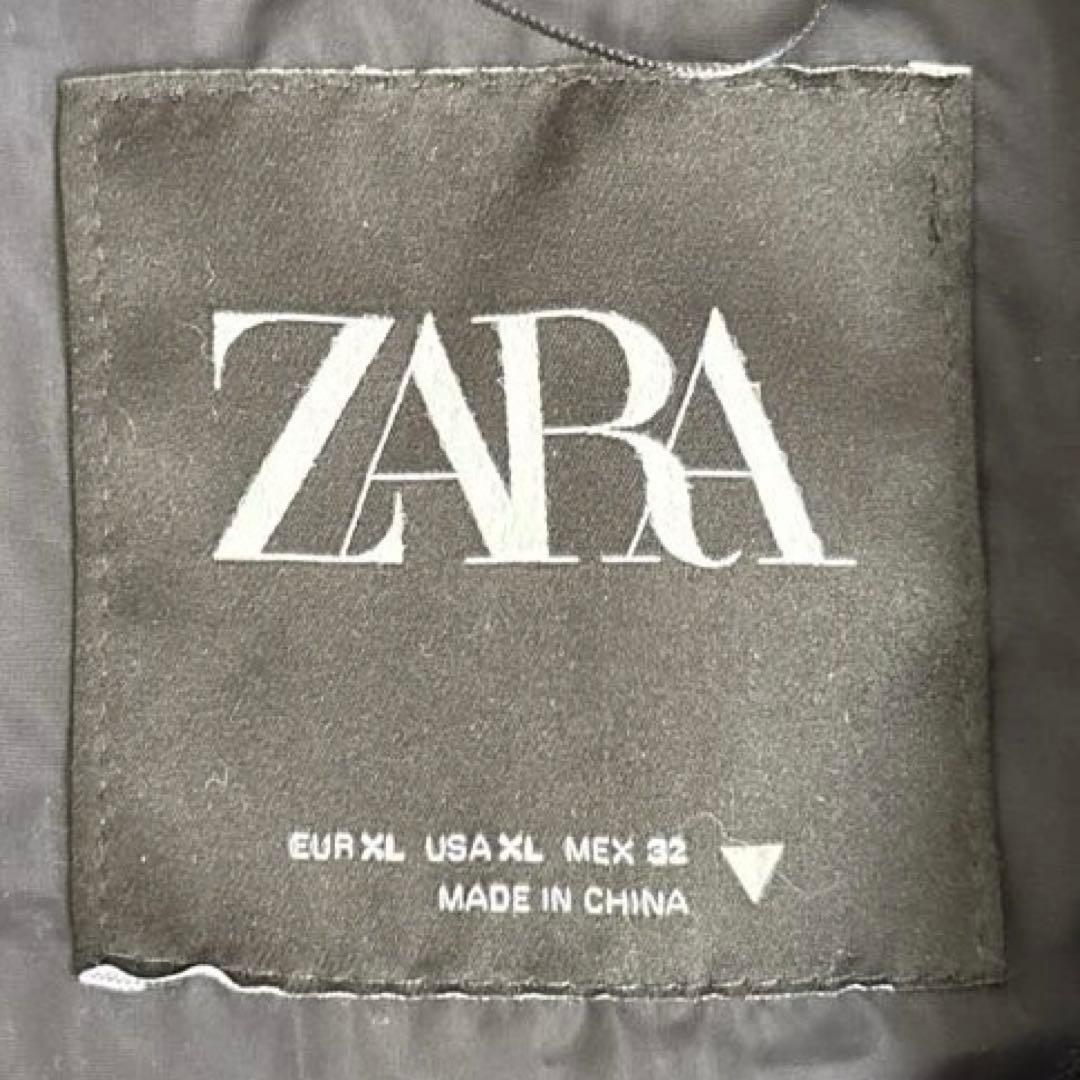 ZARA
EUR XL USA XL MEX 32
MADE IN CHINA